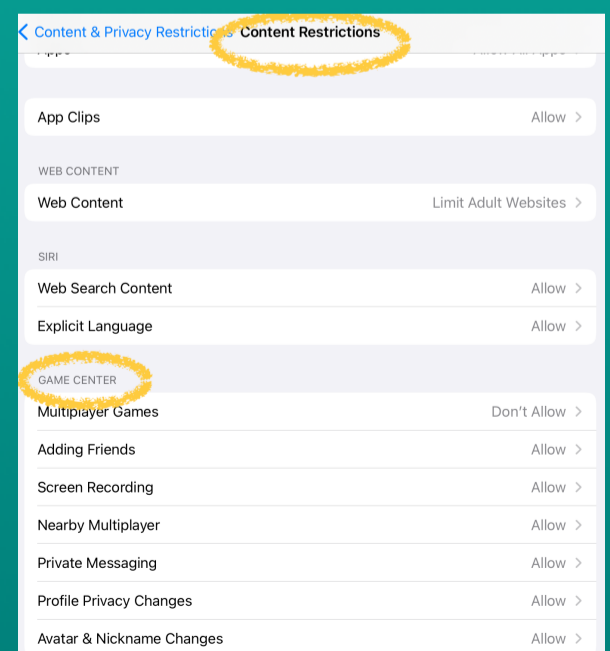 Content & Privacy Restrictions Content Restrictions
App Clips Allow
WEB CONTENT
Web Content Limit Adult Websites
SIRI
Web Search Content Allow
Explicit Language Allow
GAME CENTER
Multiplayer Games Don't Allow
Adding Friends Allow
Screen Recording Allow
Nearby Multiplayer Allow
Private Messaging Allow
Profile Privacy Changes Allow
Avatar & Nickname Changes Allow